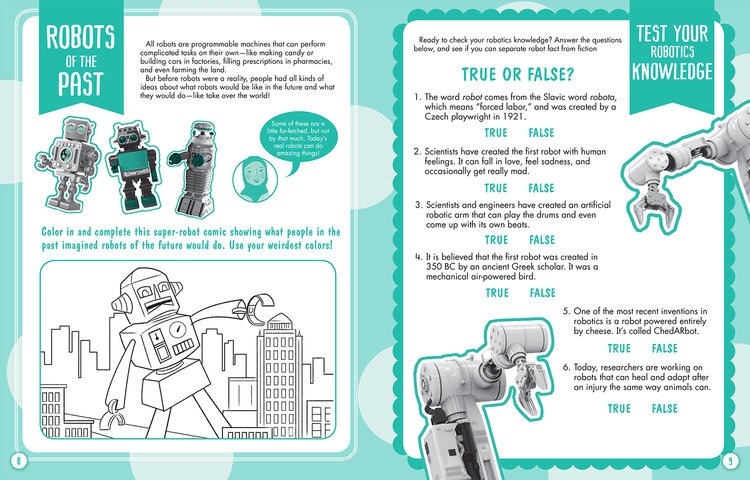 ROBOTS
OF THE
PAST
All robots are programmable machines that can perform
complicated tasks on their own—like making candy or
building cars in factories, filling prescriptions in pharmacies,
and even farming the land.
But before robots were a reality, people had all kinds of
ideas about what robots would be like in the future and what
they would do—like take over the world!
Some of these are a
little far-fetched, but not
by that much. Today's
real robots can do
amazing things!
Color in and complete this super-robot comic showing what people in the
past imagined robots of the future would do. Use your weirdest colors!
8
TEST YOUR
ROBOTICS
KNOWLEDGE
Ready to check your robotics knowledge? Answer the questions
below, and see if you can separate robot fact from fiction
TRUE OR FALSE?
1. The word robot comes from the Slavic word robota,
which means “forced labor,” and was created by a
Czech playwright in 1921.
TRUE FALSE
2. Scientists have created the first robot with human
feelings. It can fall in love, feel sadness, and
occasionally get really mad.
TRUE FALSE
3. Scientists and engineers have created an artificial
robotic arm that can play the drums and even
come up with its own beats.
TRUE FALSE
4. It is believed that the first robot was created in
350 BC by an ancient Greek scholar. It was a
mechanical air-powered bird.
TRUE FALSE
5. One of the most recent inventions in
robotics is a robot powered entirely
by cheese. It's called ChedARbot.
TRUE FALSE
6. Today, researchers are working on
robots that can heal and adapt after
an injury the same way animals can.
TRUE FALSE
9